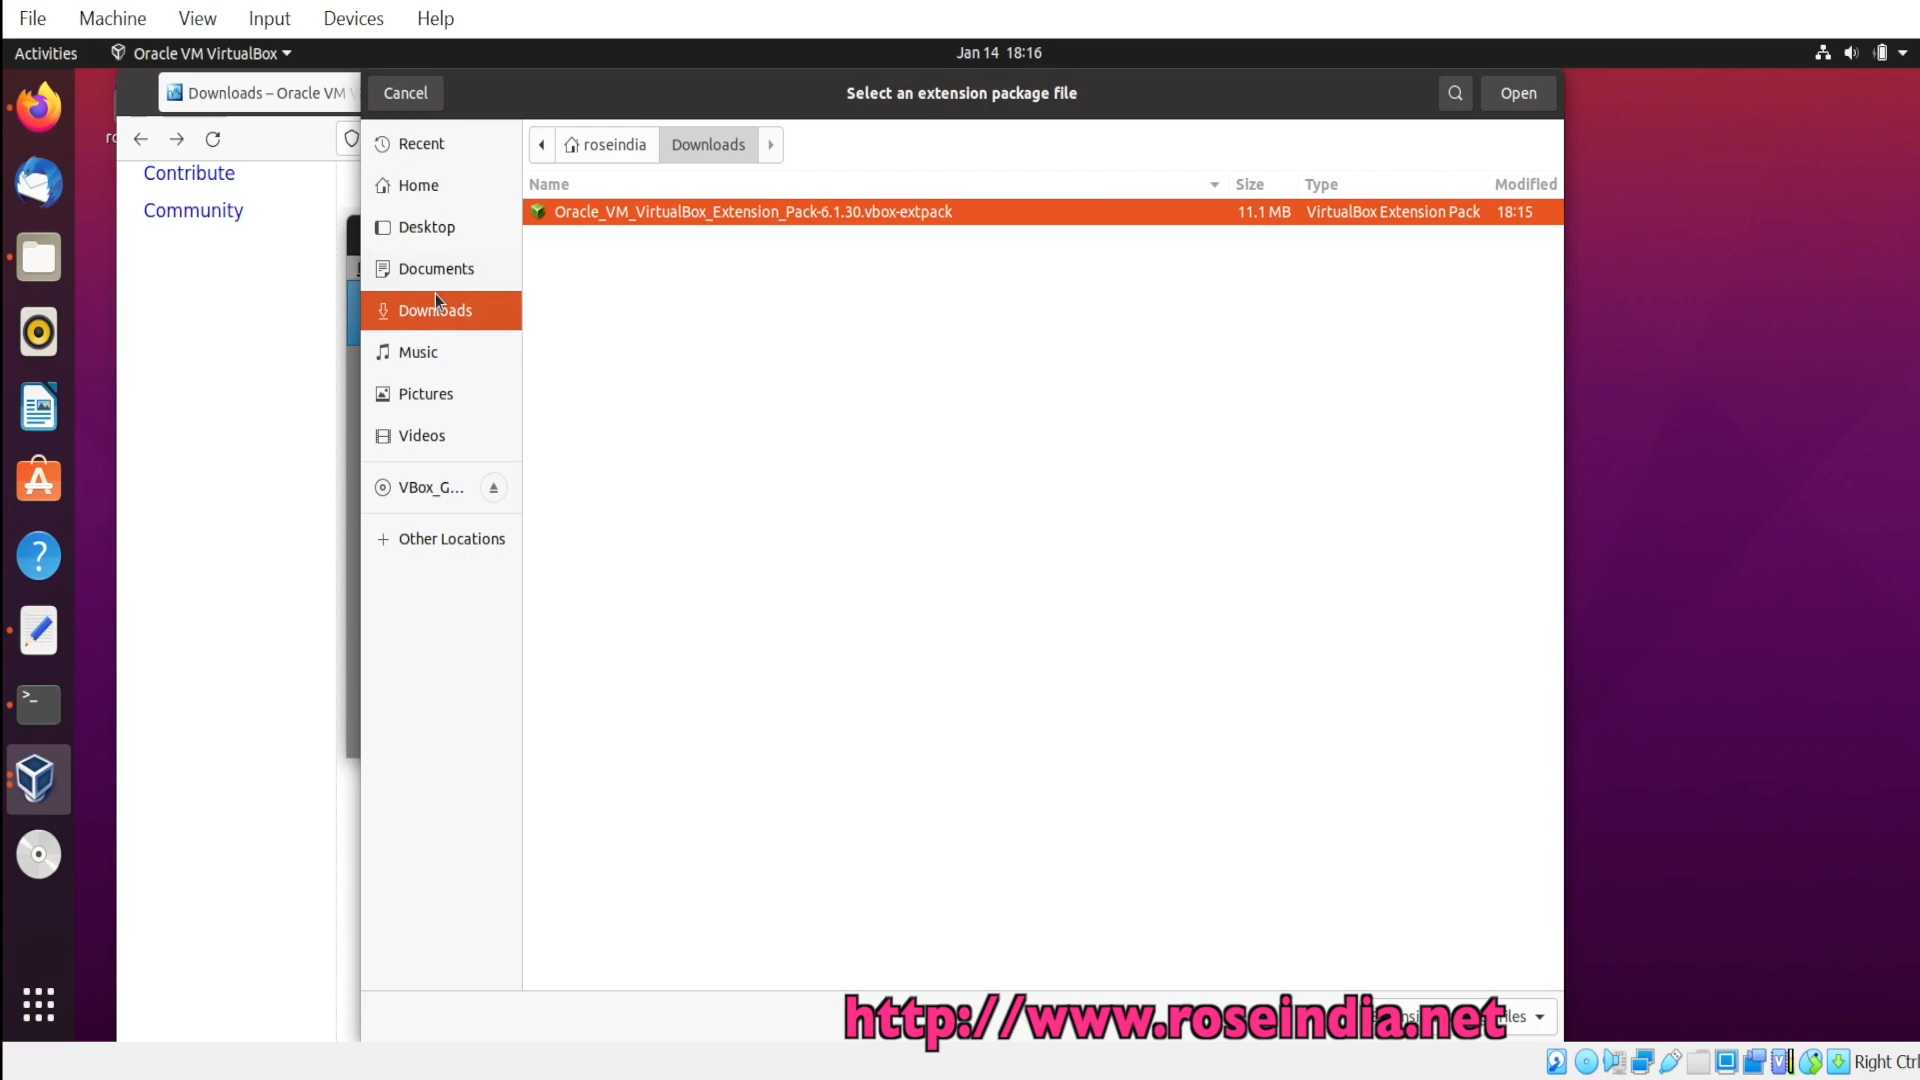 File Machine View Input Devices Help
Activities Oracle VM VirtualBox Jan 14 18:16
Downloads – Oracle VM
Cancel Select an extension package file Open
Contribute
Community
Recent
Home
Desktop
Documents
Downloads
Music
Pictures
Videos
VBox_G...
Other Locations
roseindia Downloads
Name Size Type Modified
Oracle_VM_VirtualBox_Extension_Pack-6.1.30.vbox-extpack 11.1 MB VirtualBox Extension Pack 18:15
http://www.roseindia.net
Right Ctrl